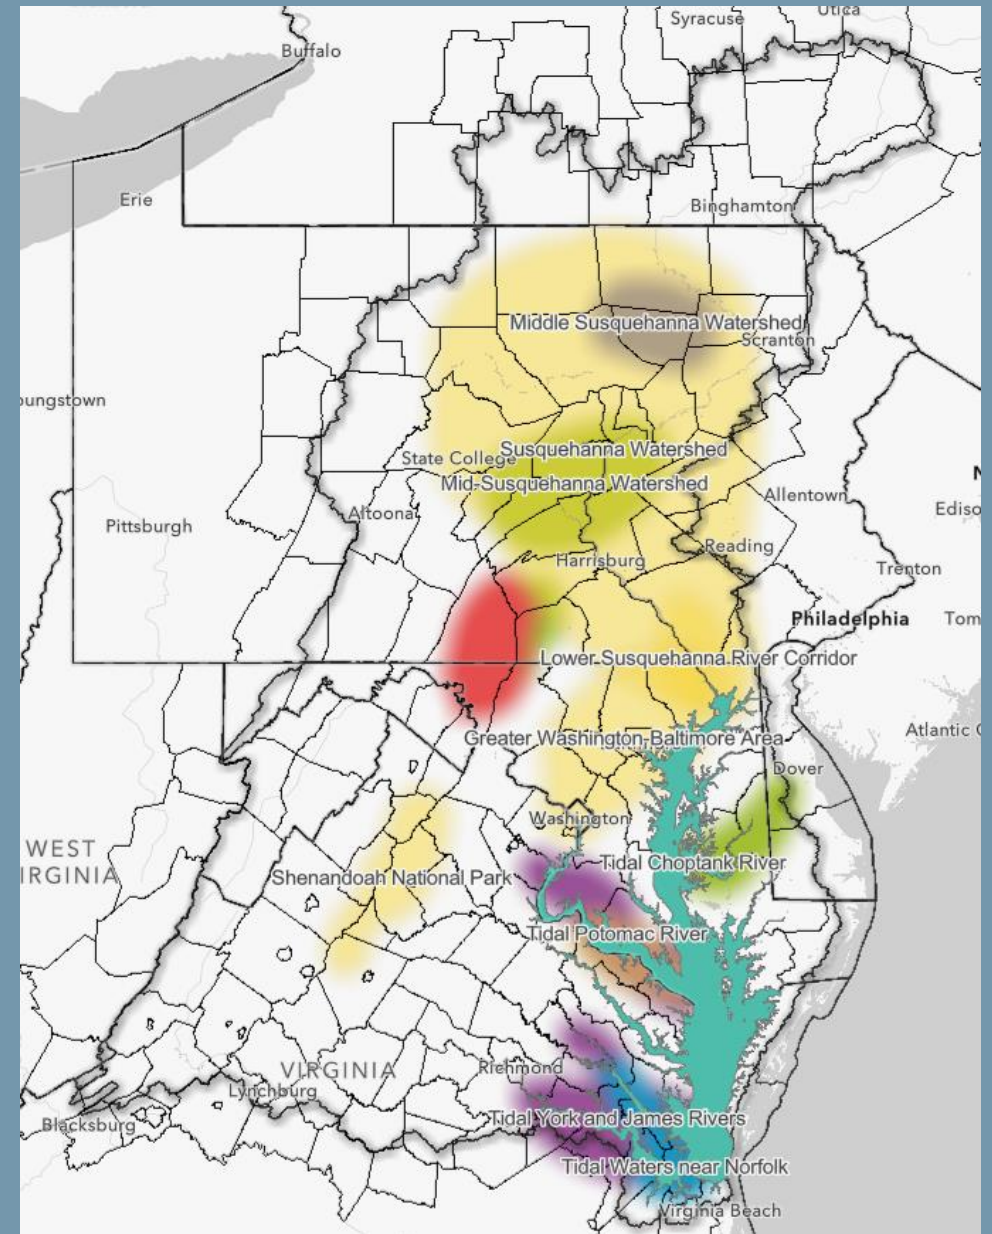 Syracuse
Utica
Buffalo
Erie
Binghamton
Middle Susquehanna Watershed
Scranton
oungstown
Susquehanna Watershed
State College
Mid-Susquehanna Watershed
Allentown
N
Ediso
Altoona
Pittsburgh
Reading
Harrisburg
Trenton
Philadelphia
Tom
Lower Susquehanna River Corridor
Atlantic C
Greater Washington-Baltimore Area
Dover
Washington
WEST
IRGINIA
Tidal Choptank River
Shenandoah National Park
Tidal Potomac River
VIRGINIA
Richmond
Lynchburg
Blacksburg
Tidal York and James Rivers
Tidal Waters near Norfolk
Virginia Beach